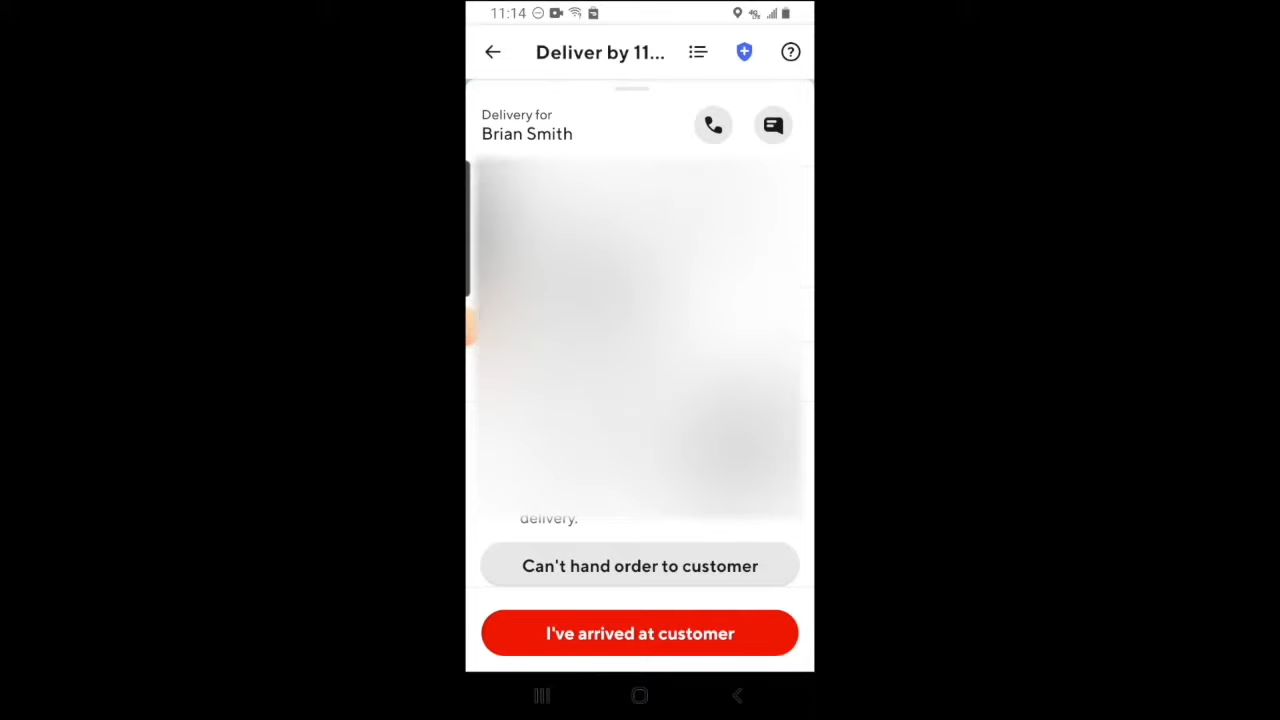 11:14
Deliver by 11...
Delivery for
Brian Smith
delivery.
Can't hand order to customer
I've arrived at customer